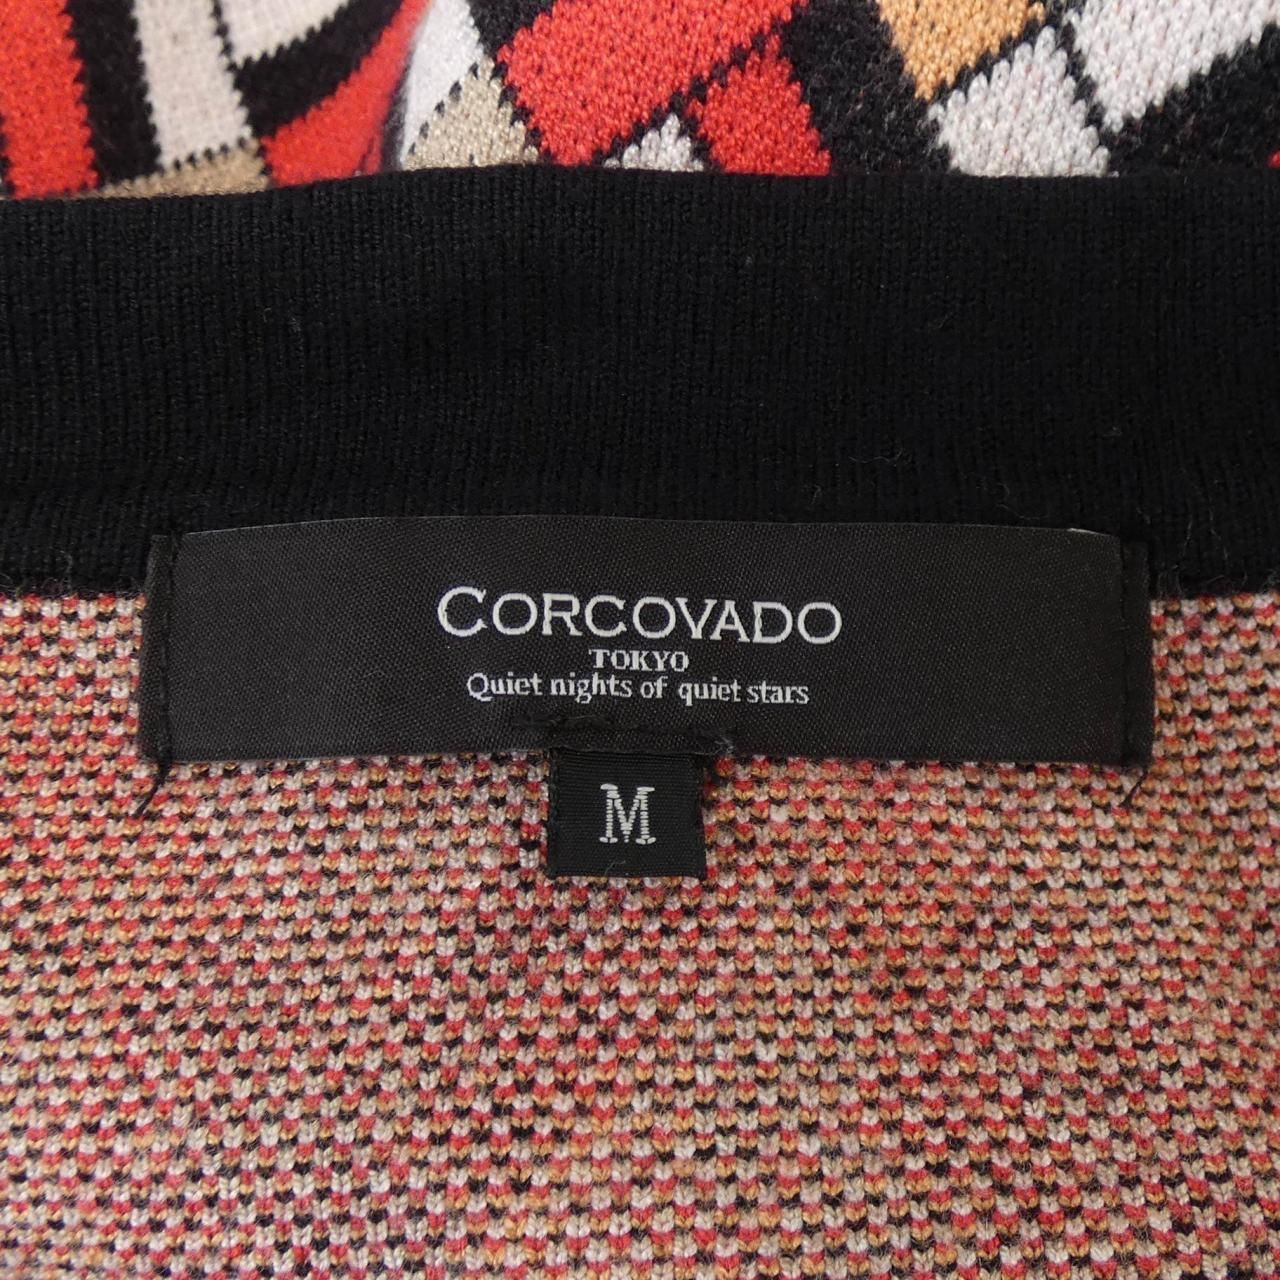 CORCOVADO
TOKYO
Quiet nights of quiet stars
M